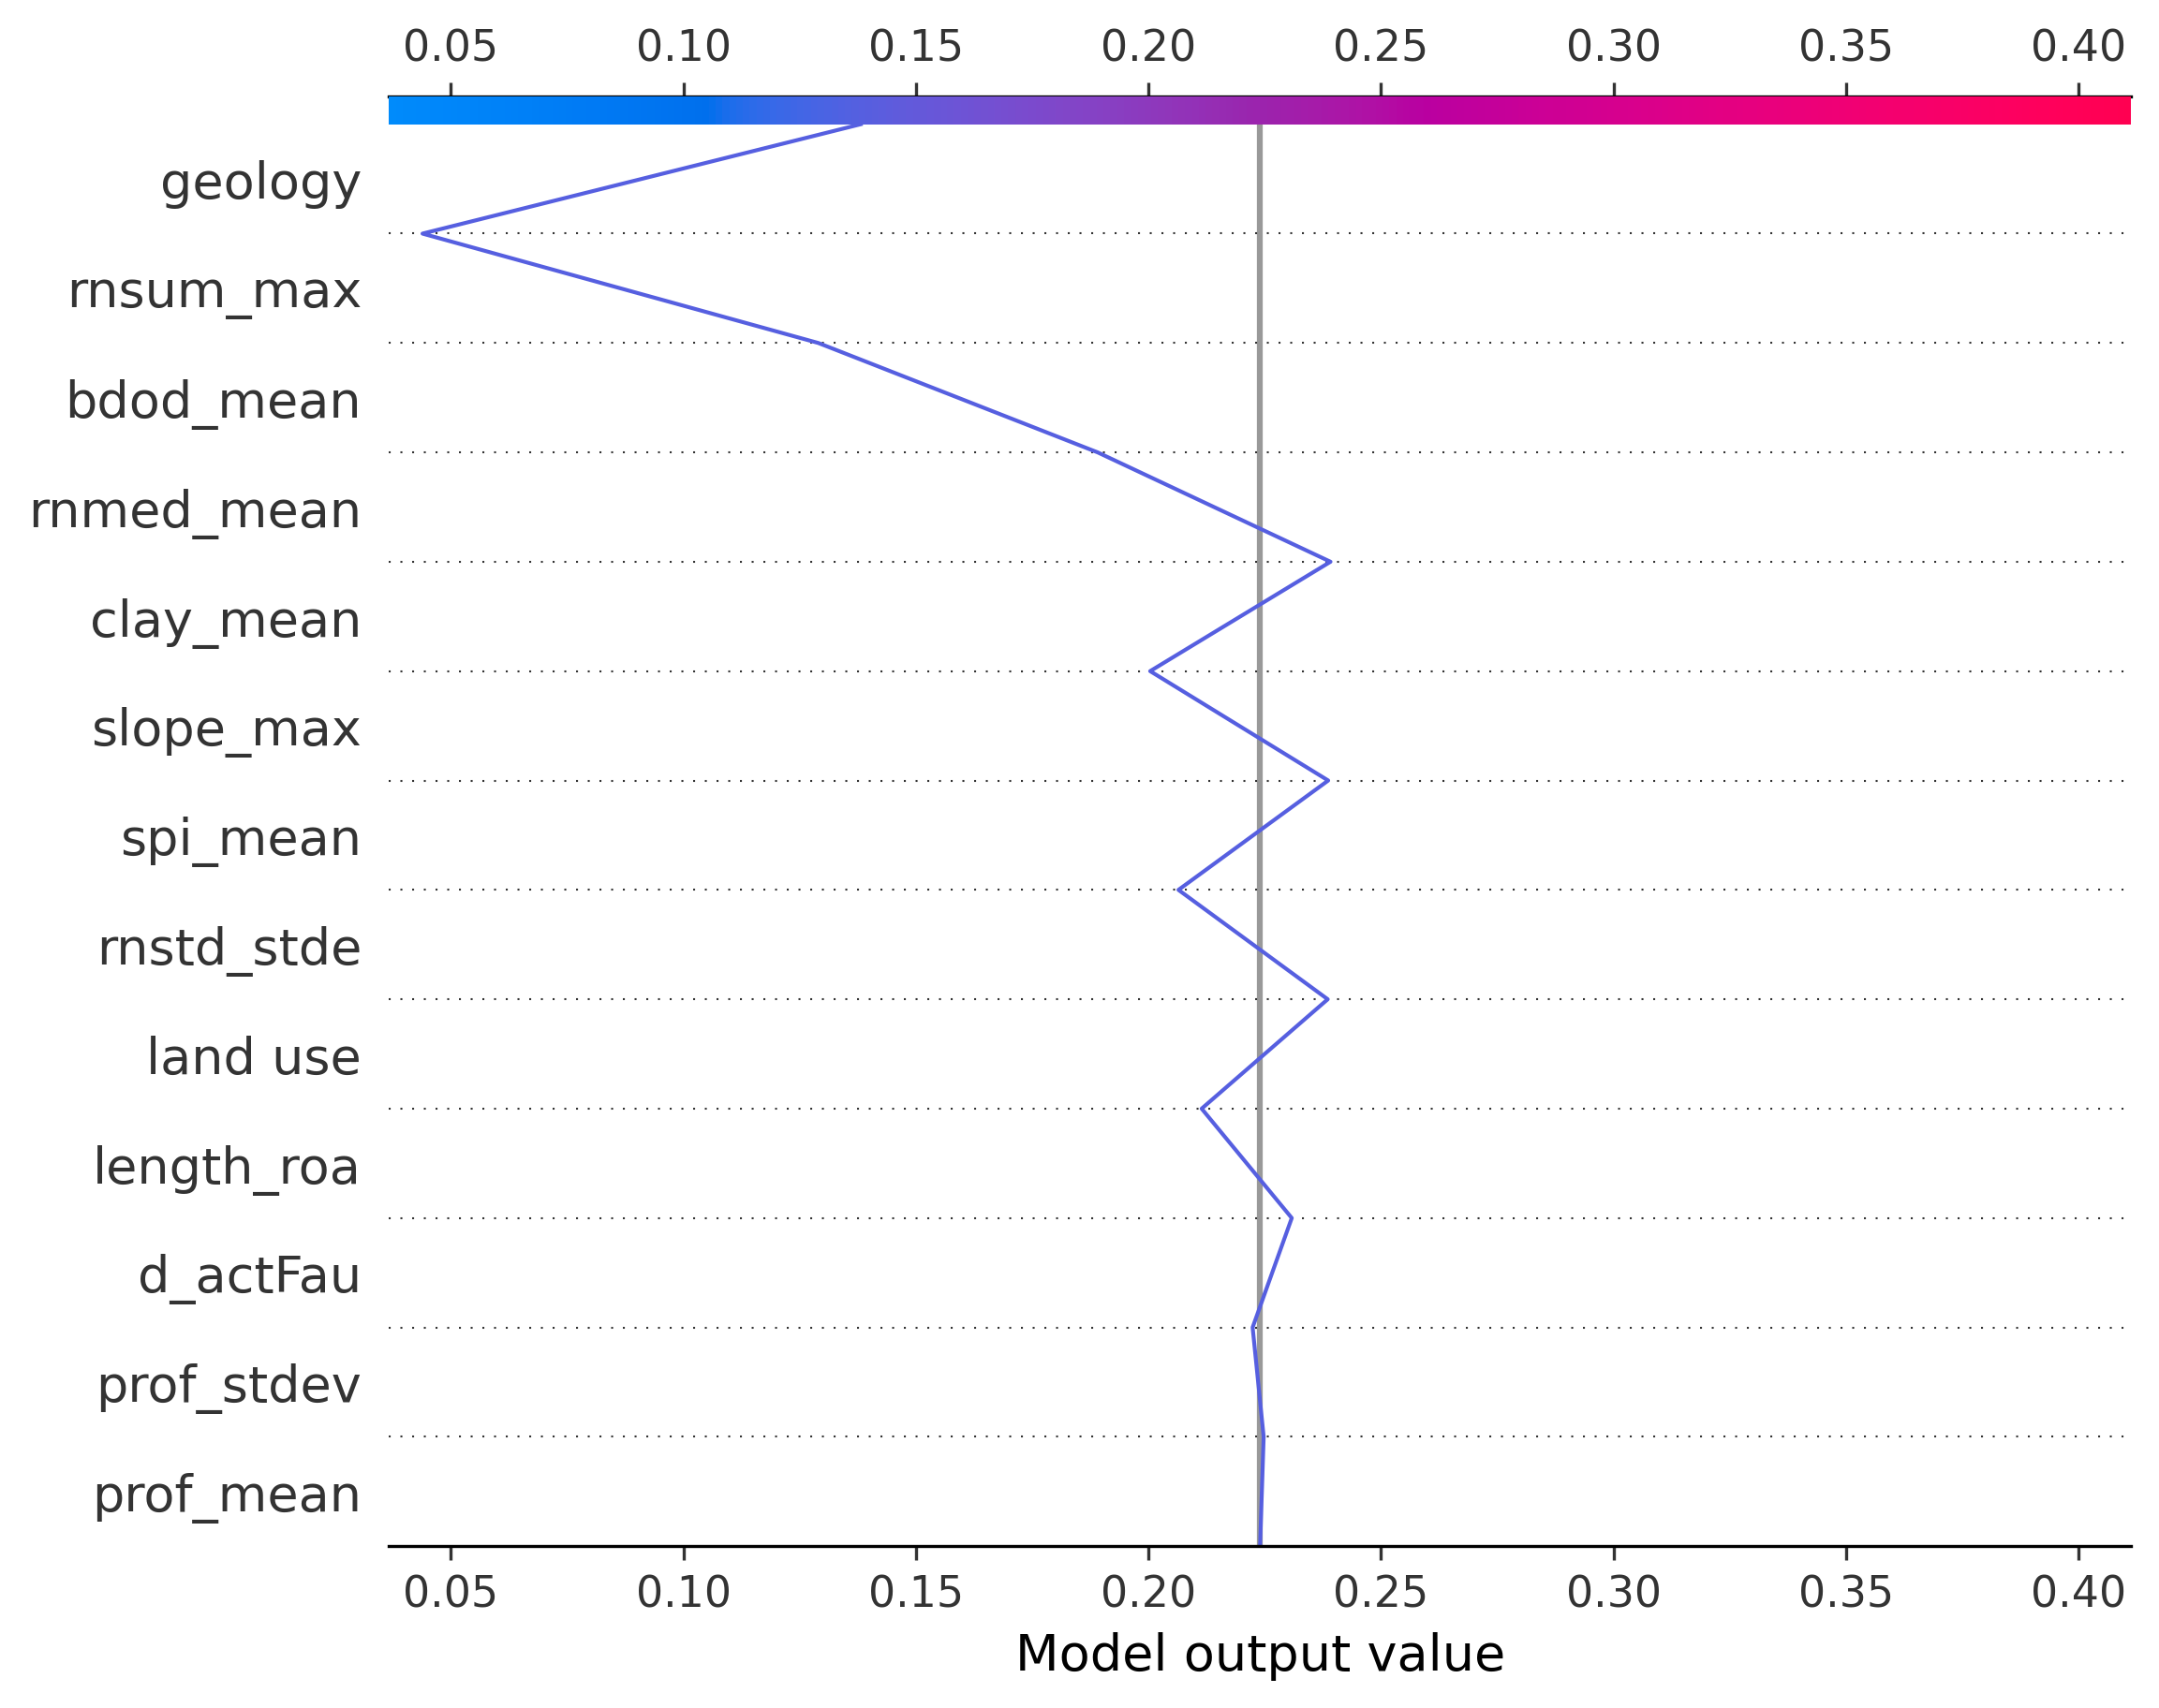 0.05 0.10 0.15 0.20 0.25 0.30 0.35 0.40
geology
rnsum_max
bdod_mean
rnmed_mean
clay_mean
slope_max
spi_mean
rnstd_stde
land use
length_roa
d_actFau
prof_stdev
prof_mean
0.05 0.10 0.15 0.20 0.25 0.30 0.35 0.40
Model output value